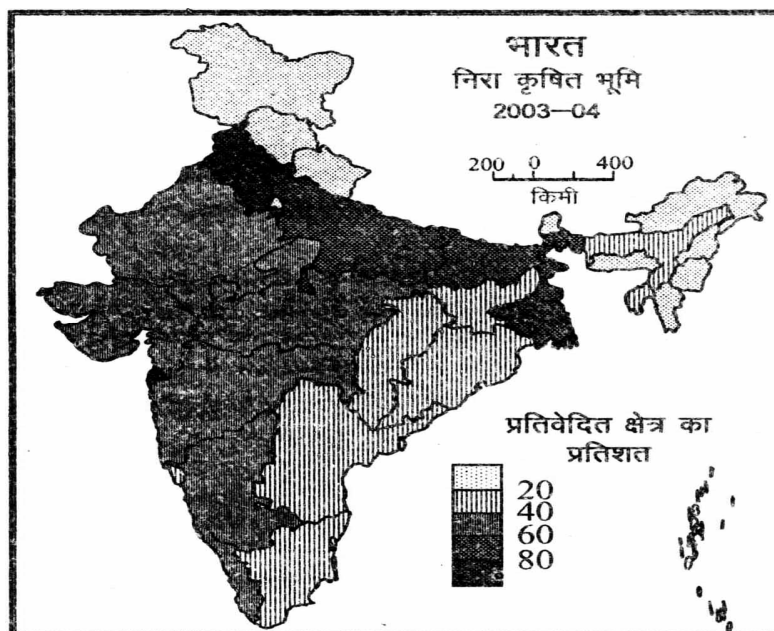 भारत
निरा कृषित भूमि
2003–04
200 0 400
किमी
प्रतिवेदित क्षेत्र का
प्रतिशत
20
40
60
80